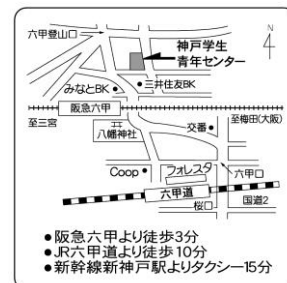 六甲登山口
神戸学生
青年センター
みなとBK
三井住友BK
阪急六甲
至三宮
至梅田(大阪)
八幡神社
交番
Coop
フォレスタ
六甲口
六甲道
桜口
国道2
4
●阪急六甲より徒歩3分
●JR六甲道より徒歩10分
●新幹線新神戸駅よりタクシー15分